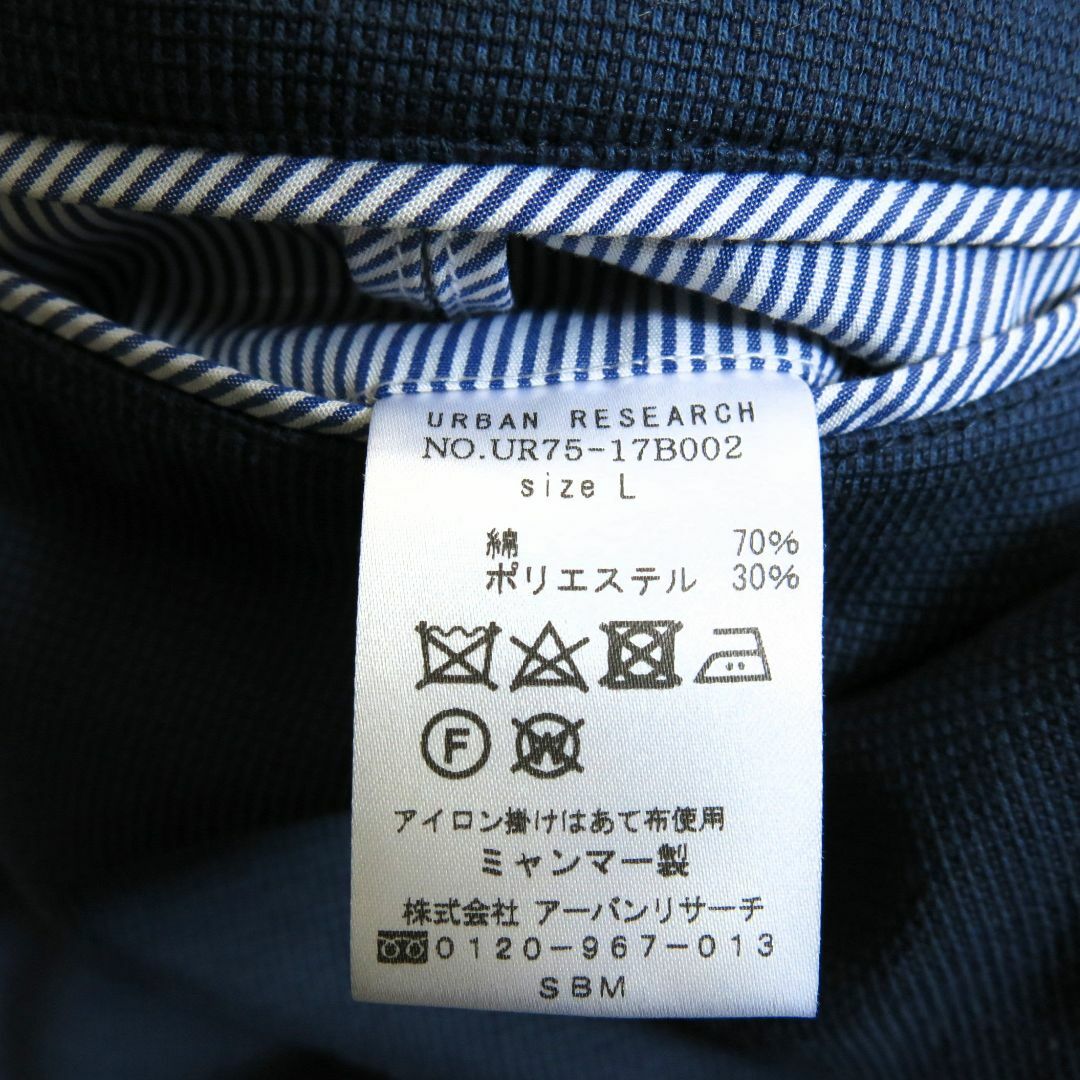 URBAN RESEARCH
NO.UR75-17B002
size L
綿 70%
ポリエステル 30%
F W
アイロン掛けはあて布使用
ミャンマー製
株式会社 アーバンリサーチ
0120-967-013
SBM